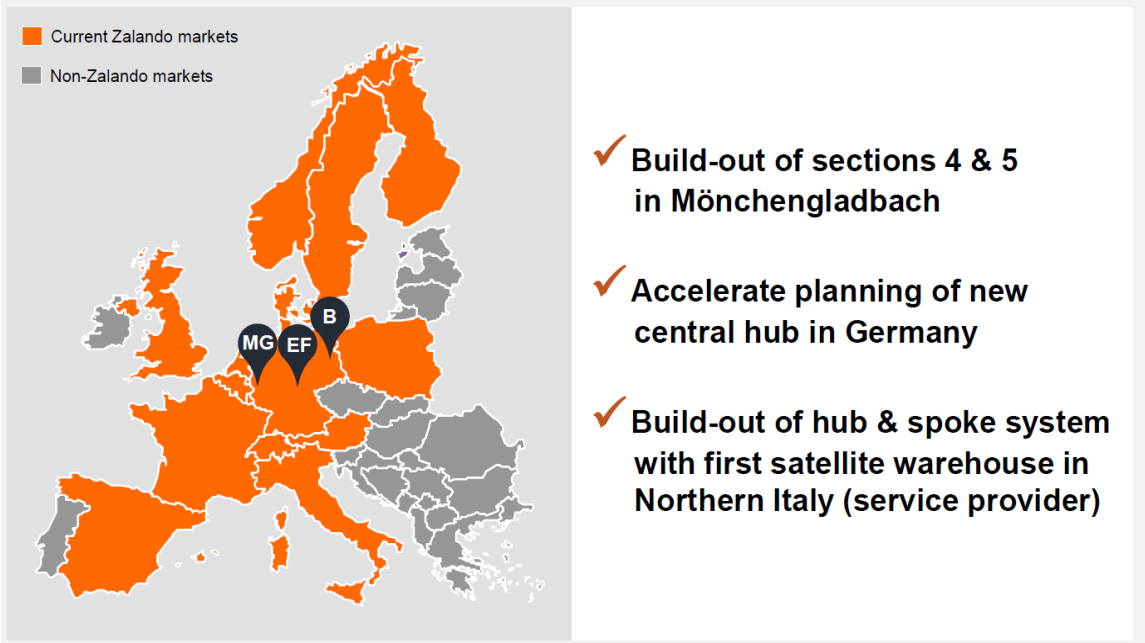 Current Zalando markets
Non-Zalando markets
B
MG
EF
Build-out of sections 4 & 5
in Mönchengladbach
Accelerate planning of new
central hub in Germany
Build-out of hub & spoke system
with first satellite warehouse in
Northern Italy (service provider)